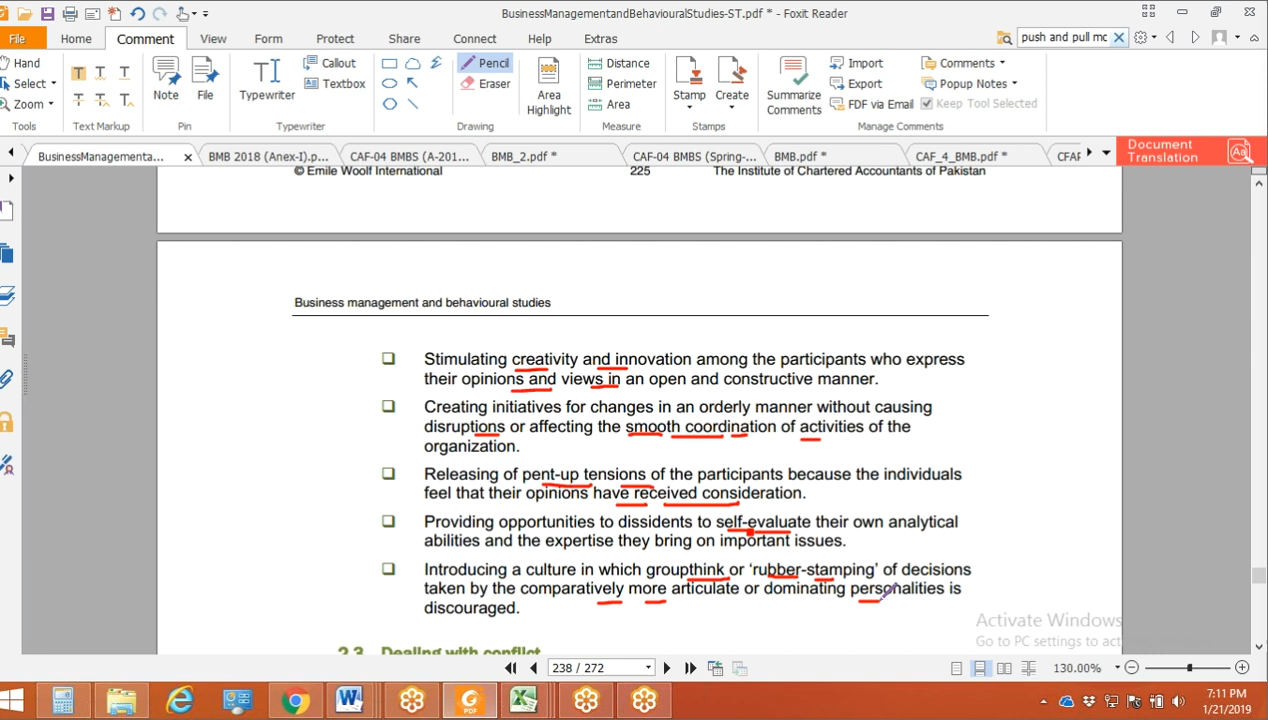 BusinessManagementandBehaviouralStudies-ST.pdf * - Foxit Reader
File Home Comment View Form Protect Share Connect Help Extras push and pull mc
Hand Callout Pencil Distance Import Comments
Select Note File Typewriter Textbox Eraser Area Highlight Perimeter Stamp Create Summarize Comments Export Popup Notes
Zoom Area FDF via Email Keep Tool Selected
Tools Text Markup Pin Typewriter Drawing Measure Stamps Manage Comments
BusinessManagementa... BMB 2018 (Anex-I).p... CAF-04 BMBS (A-201... BMB_2.pdf * CAF-04 BMBS (Spring-... BMB.pdf * CAF_4_BMB.pdf * CFAF Document Translation
© Emile Woolf International 225 The Institute of Chartered Accountants of Pakistan
Business management and behavioural studies
Stimulating creativity and innovation among the participants who express
their opinions and views in an open and constructive manner.
Creating initiatives for changes in an orderly manner without causing
disruptions or affecting the smooth coordination of activities of the
organization.
Releasing of pent-up tensions of the participants because the individuals
feel that their opinions have received consideration.
Providing opportunities to dissidents to self-evaluate their own analytical
abilities and the expertise they bring on important issues.
Introducing a culture in which groupthink or 'rubber-stamping' of decisions
taken by the comparatively more articulate or dominating personalities is
discouraged.
2.3 Dealing with conflict
Activate Windows
Go to PC settings to act
238 / 272 130.00%
7:11 PM
1/21/2019